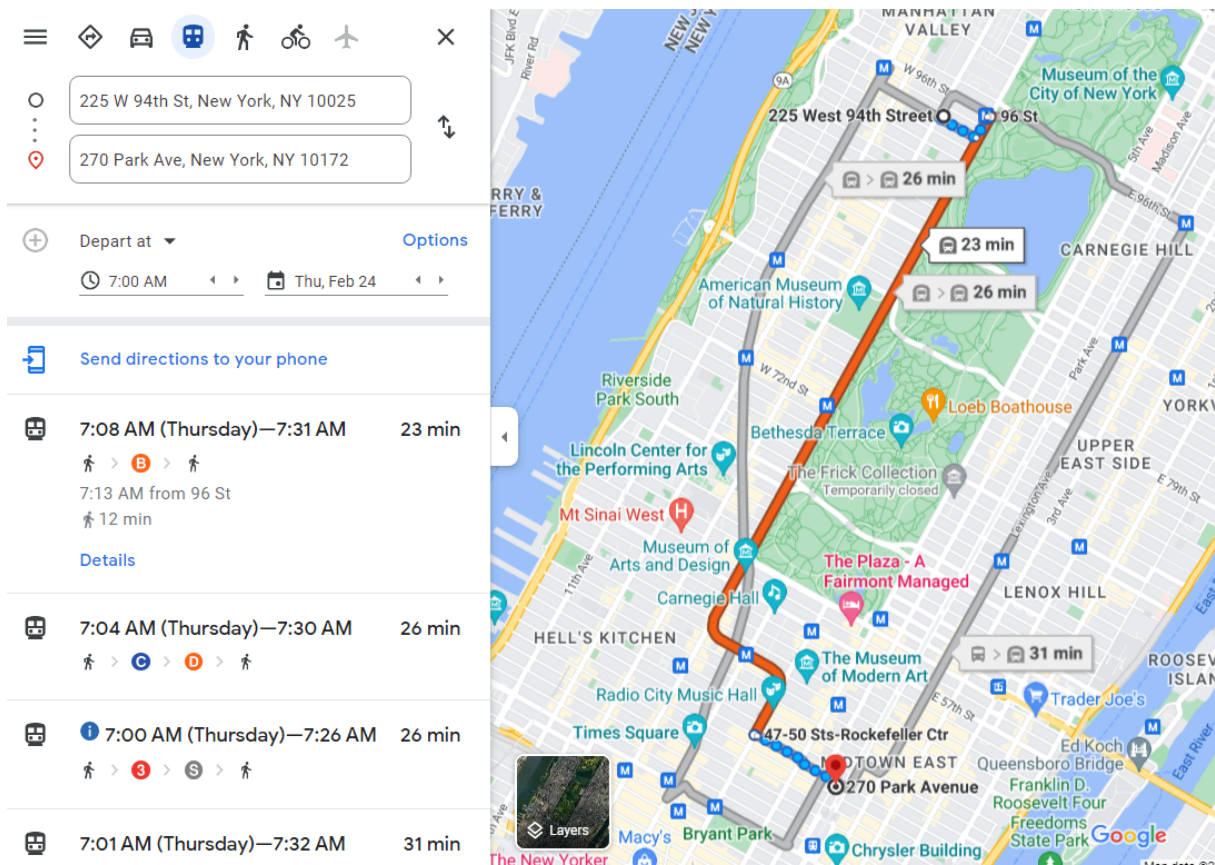 225 W 94th St, New York, NY 10025
270 Park Ave, New York, NY 10172
Depart at
Options
7:00 AM
Thu, Feb 24
Send directions to your phone
7:08 AM (Thursday)—7:31 AM
23 min
B
7:13 AM from 96 St
12 min
Details
7:04 AM (Thursday)—7:30 AM
26 min
C
D
7:00 AM (Thursday)—7:26 AM
26 min
3
S
7:01 AM (Thursday)—7:32 AM
31 min
JFK Blvd E
River Rd
MANHATTAN
VALLEY
9A
W 96th St
Museum of the
City of New York
225 West 94th Street
96 St
5th Ave
Madison Ave
RRY &
FERRY
26 min
E 96th St
23 min
CARNEGIE HILL
American Museum
of Natural History
26 min
Park Ave
W 72nd St
Riverside
Park South
Loeb Boathouse
YORKV
Bethesda Terrace
UPPER
EAST SIDE
Lincoln Center for
the Performing Arts
The Frick Collection
Temporarily closed
E 79th St
Lexington Ave
3rd Ave
Mt Sinai West
H
Museum of
Arts and Design
11th Ave
The Plaza - A
Fairmont Managed
Carnegie Hall
LENOX HILL
HELL'S KITCHEN
31 min
The Museum
of Modern Art
ROOSEV
ISLAN
Radio City Music Hall
Trader Joe's
E 57th St
Times Square
47-50 Sts-Rockefeller Ctr
Ed Koch
Queensboro Bridge
East River
MIDTOWN EAST
270 Park Avenue
Franklin D.
Roosevelt Four
Freedoms
State Park
Layers
Macy's
Bryant Park
Google
Chrysler Building
The New Yorker